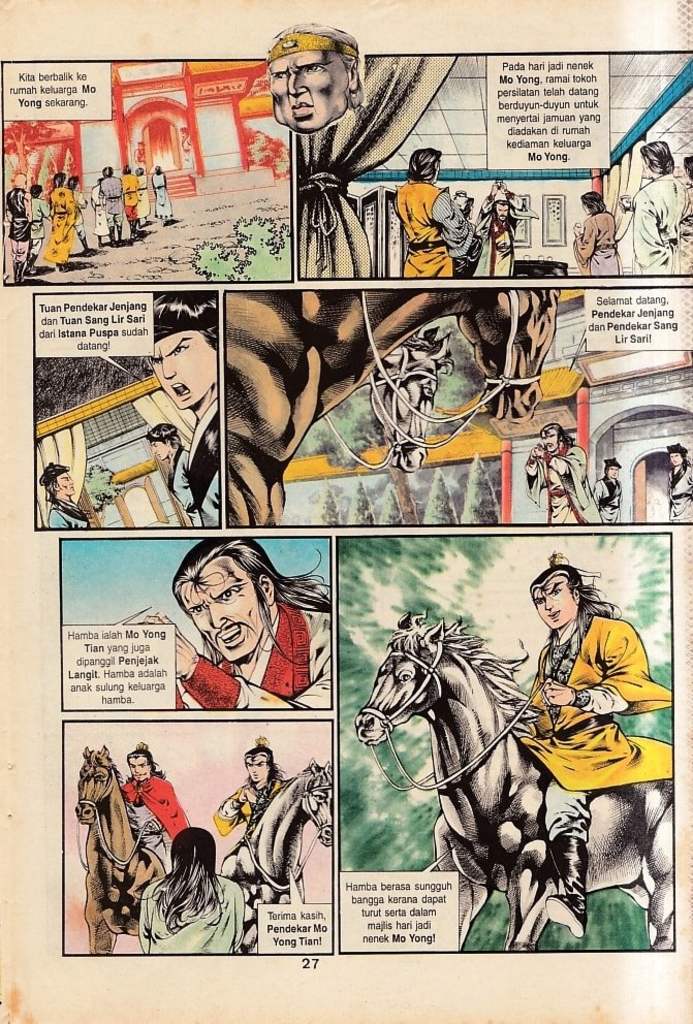 Kita berbalik ke
rumah keluarga Mo
Yong sekarang.
Pada hari jadi nenek
Mo Yong, ramai tokoh
persilatan telah datang
berduyun-duyun untuk
menyertai jamuan yang
diadakan di rumah
kediaman keluarga
Mo Yong.
Tuan Pendekar Jenjang
dan Tuan Sang Lir Sari
dari Istana Puspa sudah
datang!
Selamat datang,
Pendekar Jenjang
dan Pendekar Sang
Lir Sari!
Hamba ialah Mo Yong
Tian yang juga
dipanggil Penjejak
Langit. Hamba adalah
anak sulung keluarga
hamba.
Terima kasih,
Pendekar Mo
Yong Tian!
Hamba berasa sungguh
bangga kerana dapat
turut serta dalam
majlis hari jadi
nenek Mo Yong!
27